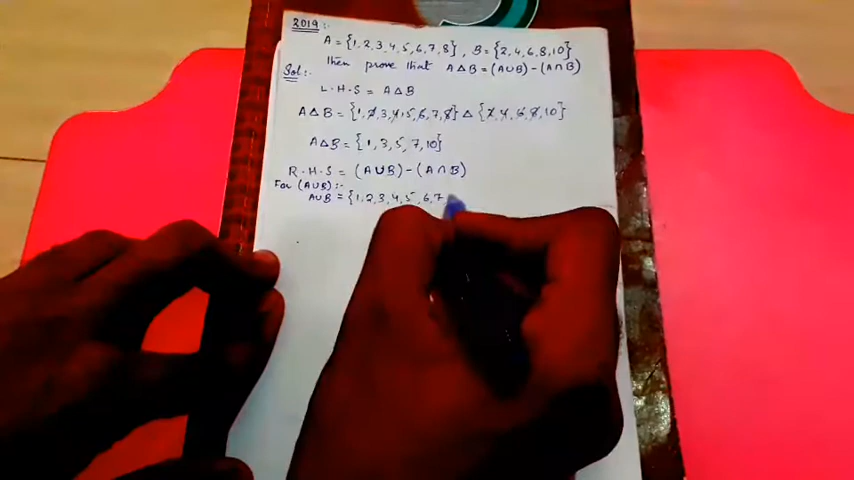 2019:-
A = {1,2,3,4,5,6,7,8}, B = {2,4,6,8,10}
Then prove that A Δ B = (A∪B) - (A∩B)
Sol:-
L.H.S = A Δ B
A Δ B = {1,2,3,4,5,6,7,8} Δ {2,4,6,8,10}
A Δ B = {1,3,5,7,10}
R.H.S = (A∪B) - (A∩B)
For (A∪B) :-
A∪B = {1,2,3,4,5,6,7